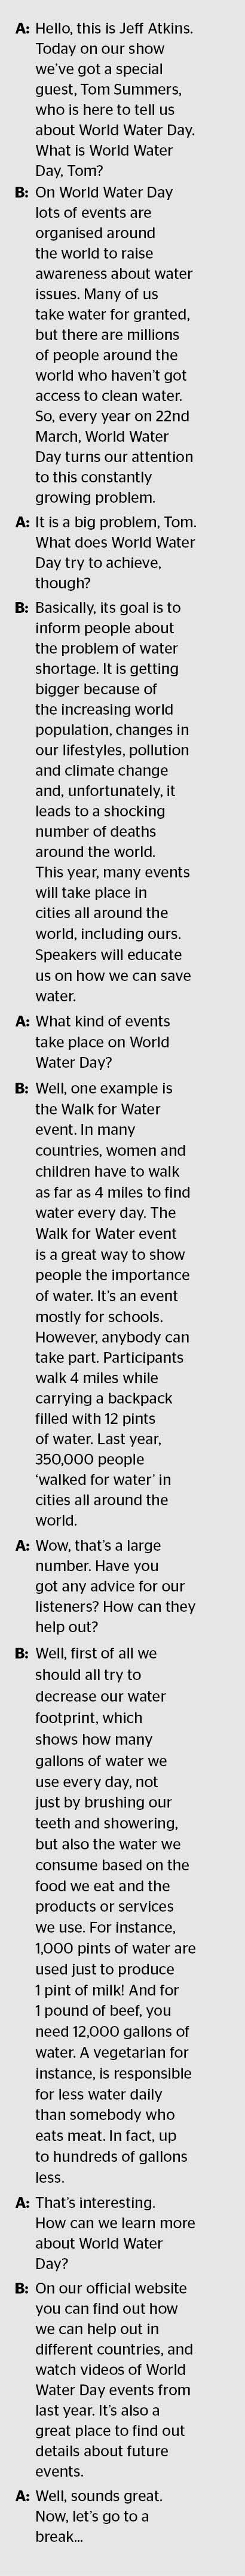 A: Hello, this is Jeff Atkins.
Today on our show
we've got a special
guest, Tom Summers,
who is here to tell us
about World Water Day.
What is World Water
Day, Tom?
B: On World Water Day
lots of events are
organised around
the world to raise
awareness about water
issues. Many of us
take water for granted,
but there are millions
of people around the
world who haven't got
access to clean water.
So, every year on 22nd
March, World Water
Day turns our attention
to this constantly
growing problem.
A: It is a big problem, Tom.
What does World Water
Day try to achieve,
though?
B: Basically, its goal is to
inform people about
the problem of water
shortage. It is getting
bigger because of
the increasing world
population, changes in
our lifestyles, pollution
and climate change
and, unfortunately, it
leads to a shocking
number of deaths
around the world.
This year, many events
will take place in
cities all around the
world, including ours.
Speakers will educate
us on how we can save
water.
A: What kind of events
take place on World
Water Day?
B: Well, one example is
the Walk for Water
event. In many
countries, women and
children have to walk
as far as 4 miles to find
water every day. The
Walk for Water event
is a great way to show
people the importance
of water. It's an event
mostly for schools.
However, anybody can
take part. Participants
walk 4 miles while
carrying a backpack
filled with 12 pints
of water. Last year,
350,000 people
'walked for water' in
cities all around the
world.
A: Wow, that's a large
number. Have you
got any advice for our
listeners? How can they
help out?
B: Well, first of all we
should all try to
decrease our water
footprint, which
shows how many
gallons of water we
use every day, not
just by brushing our
teeth and showering,
but also the water we
consume based on the
food we eat and the
products or services
we use. For instance,
1,000 pints of water are
used just to produce
1 pint of milk! And for
1 pound of beef, you
need 12,000 gallons of
water. A vegetarian for
instance, is responsible
for less water daily
than somebody who
eats meat. In fact, up
to hundreds of gallons
less.
A: That's interesting.
How can we learn more
about World Water
Day?
B: On our official website
you can find out how
we can help out in
different countries, and
watch videos of World
Water Day events from
last year. It's also a
great place to find out
details about future
events.
A: Well, sounds great.
Now, let's go to a
break...